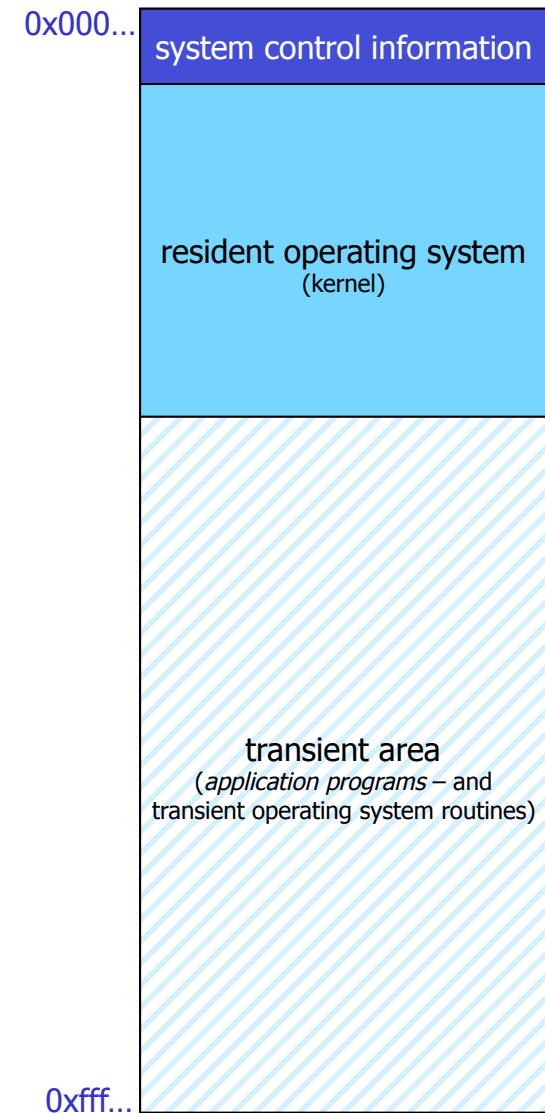 0x000...
system control information
resident operating system
(kernel)
transient area
(application programs – and
transient operating system routines)
0xfff...